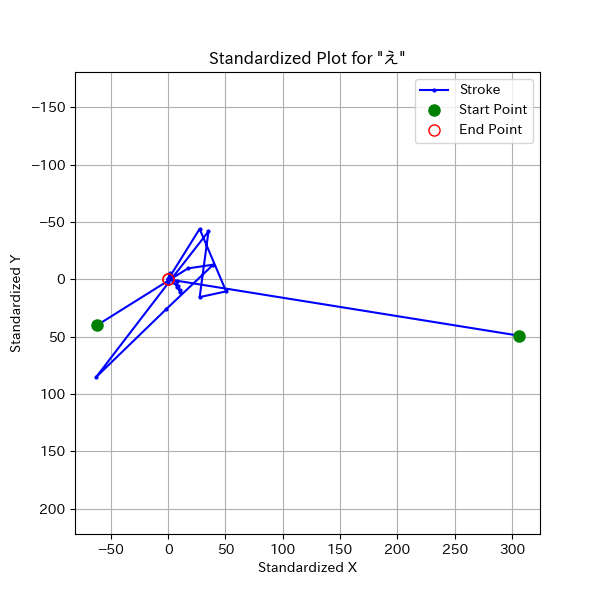 Standardized Plot for "え"
Stroke
Start Point
End Point
Standardized Y
−150
−100
−50
0
50
100
150
200
−50 0 50 100 150 200 250 300
Standardized X